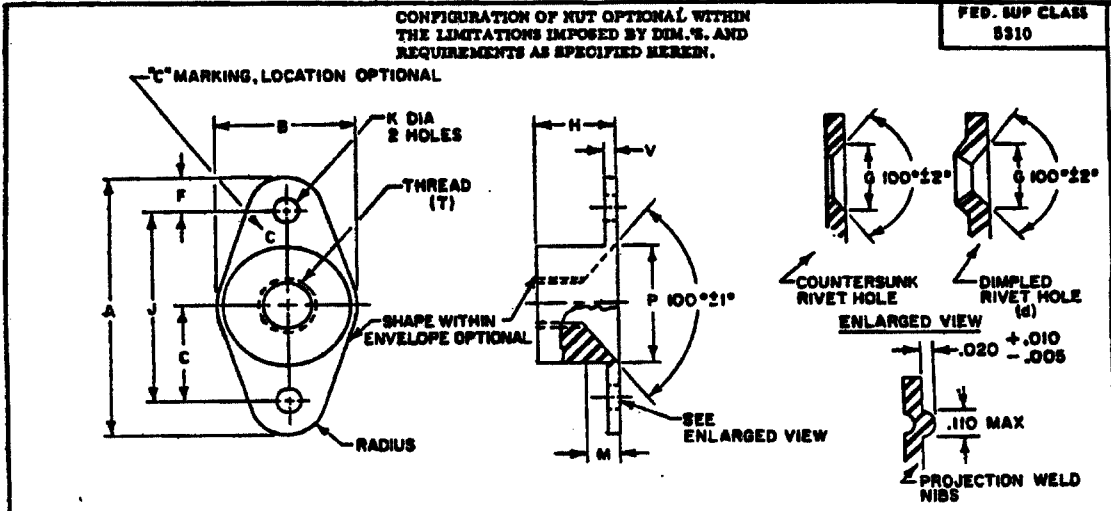 CONFIGURATION OF NUT OPTIONAL WITHIN
THE LIMITATIONS IMPOSED BY DIM.'S. AND
REQUIREMENTS AS SPECIFIED HEREIN.
FED. SUP CLASS
5310
"C" MARKING, LOCATION OPTIONAL
B
K DIA
2 HOLES
F
THREAD
(T)
C
A
J
C
SHAPE WITHIN
ENVELOPE OPTIONAL
RADIUS
H
V
P 100°±1°
SEE
ENLARGED VIEW
M
G 100°±2°
G 100°±2°
COUNTERSUNK
RIVET HOLE
DIMPLED
RIVET HOLE
(d)
ENLARGED VIEW
.020 +.010
-.005
.110 MAX
PROJECTION WELD
NIBS